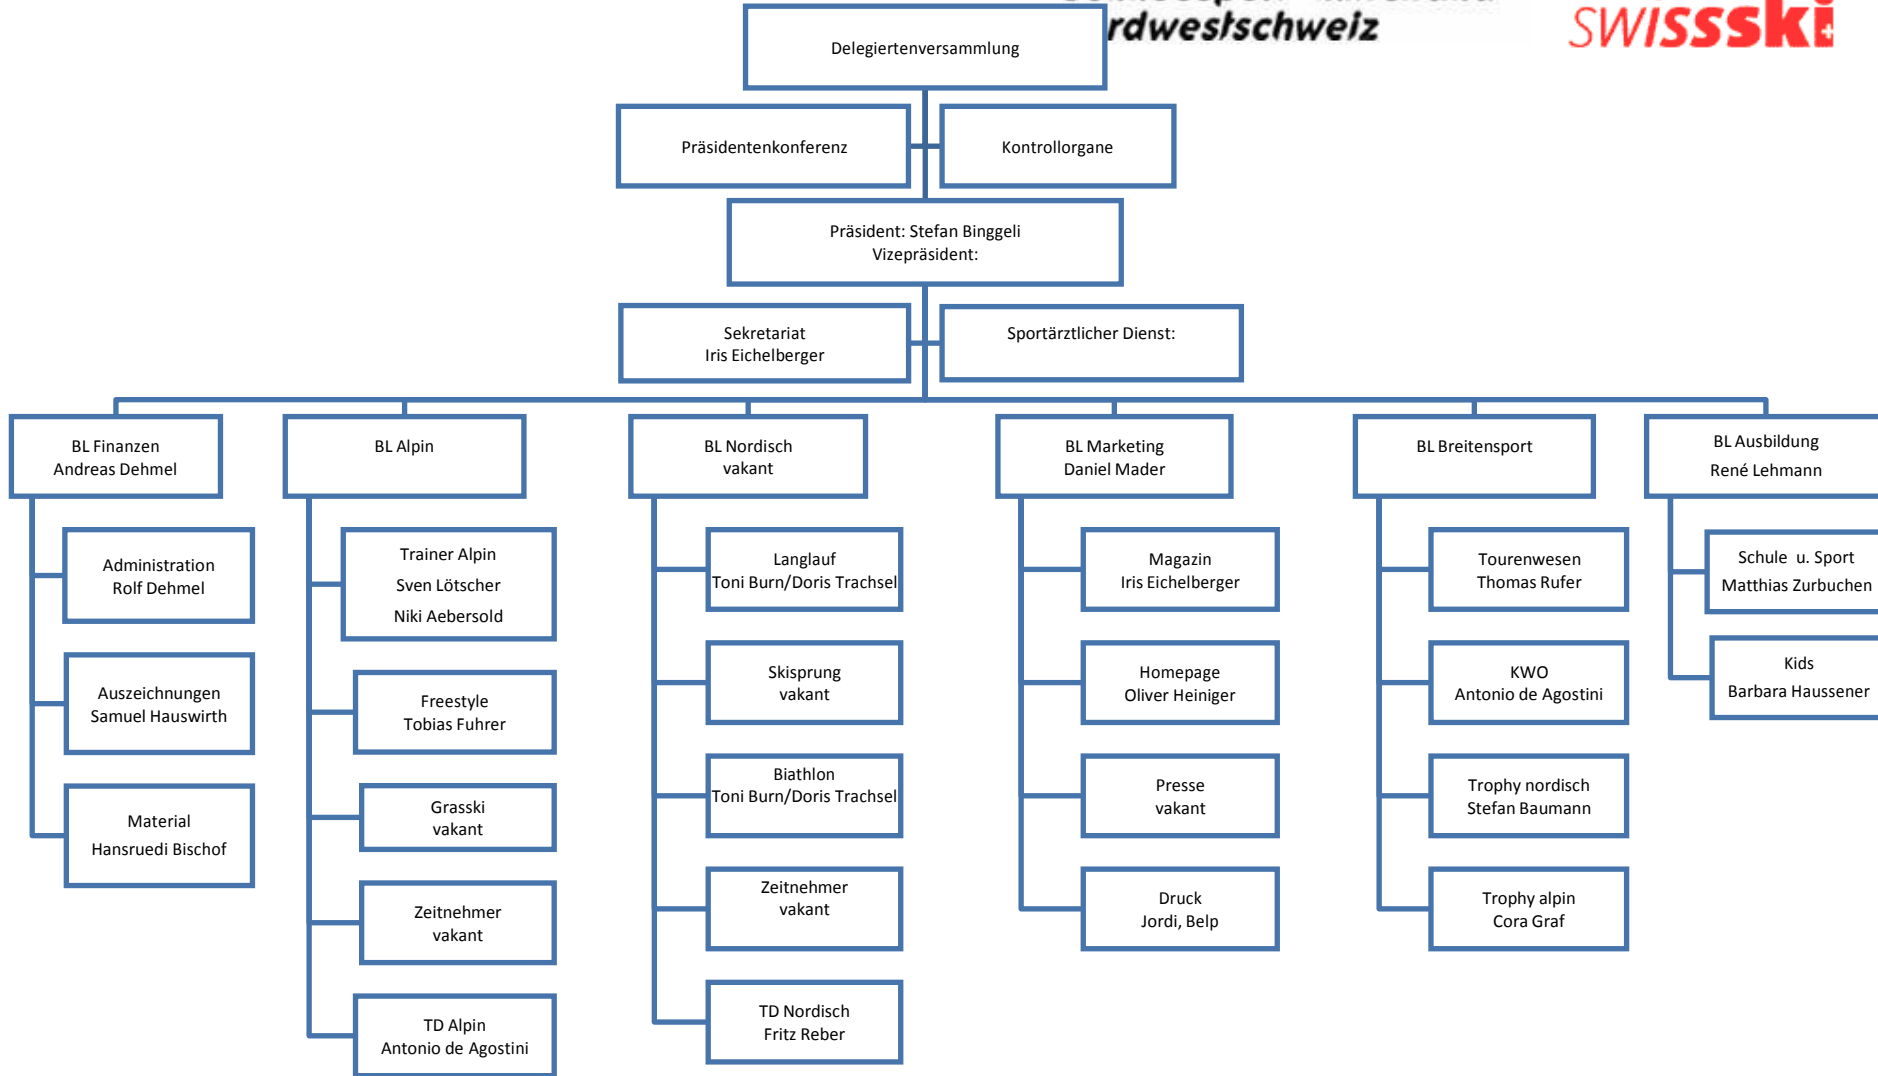 rdwestschweiz
SWISSSKi
Delegiertenversammlung
Präsidentenkonferenz
Kontrollorgane
Präsident: Stefan Binggeli
Vizepräsident:
Sekretariat
Iris Eichelberger
Sportärztlicher Dienst:
BL Finanzen
Andreas Dehmel
BL Alpin
BL Nordisch
vakant
BL Marketing
Daniel Mader
BL Breitensport
BL Ausbildung
René Lehmann
Administration
Rolf Dehmel
Auszeichnungen
Samuel Hauswirth
Material
Hansruedi Bischof
Trainer Alpin
Sven Lötscher
Niki Aebersold
Freestyle
Tobias Fuhrer
Grasski
vakant
Zeitnehmer
vakant
TD Alpin
Antonio de Agostini
Langlauf
Toni Burn/Doris Trachsel
Skisprung
vakant
Biathlon
Toni Burn/Doris Trachsel
Zeitnehmer
vakant
TD Nordisch
Fritz Reber
Magazin
Iris Eichelberger
Homepage
Oliver Heiniger
Presse
vakant
Druck
Jordi, Belp
Tourenwesen
Thomas Rufer
KWO
Antonio de Agostini
Trophy nordisch
Stefan Baumann
Trophy alpin
Cora Graf
Schule u. Sport
Matthias Zurbuchen
Kids
Barbara Haussener